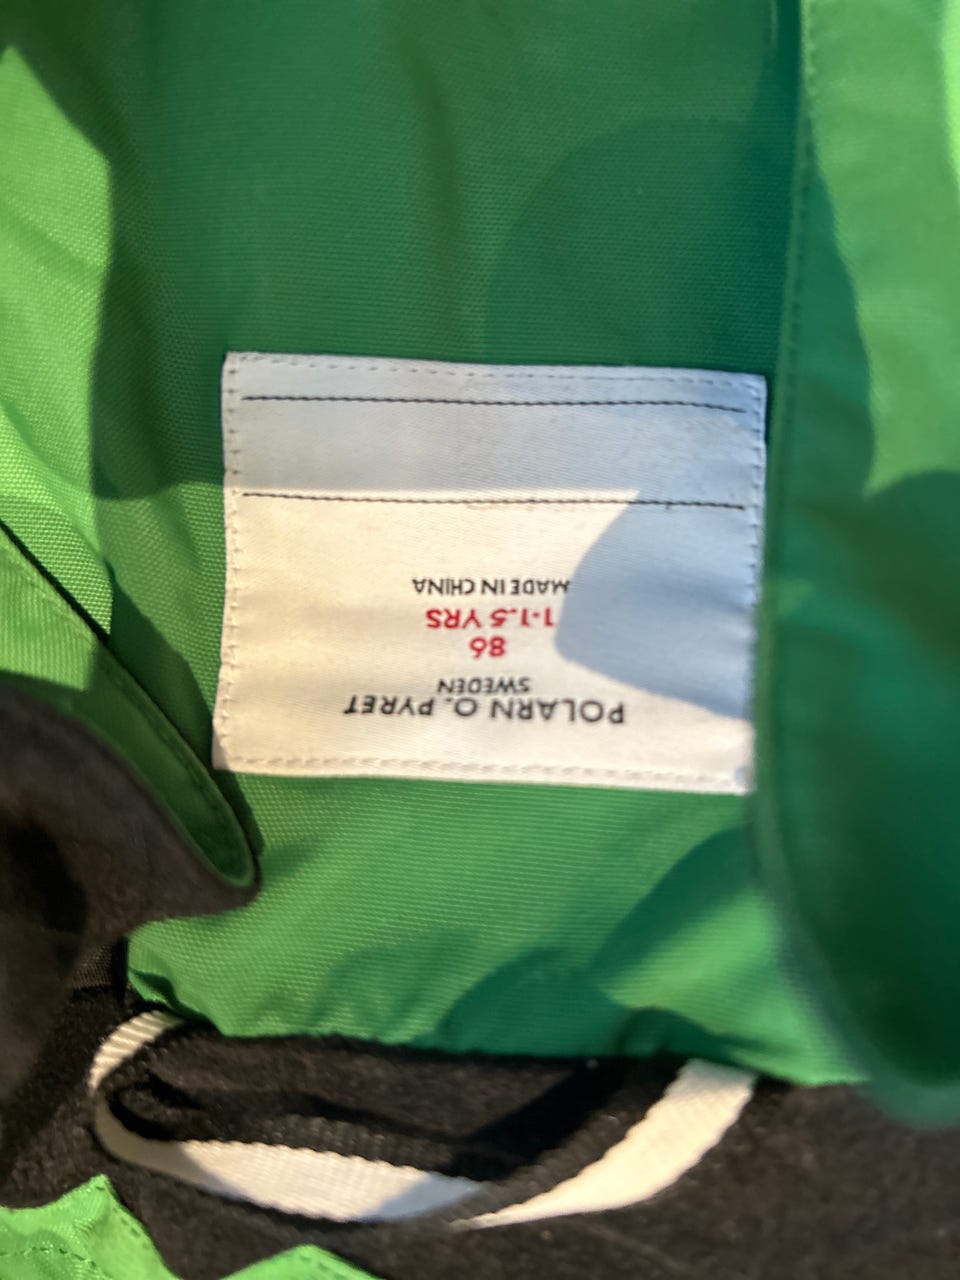 POLARN O. PYRET
SWEDEN
86
1-1.5 YRS
MADE IN CHINA